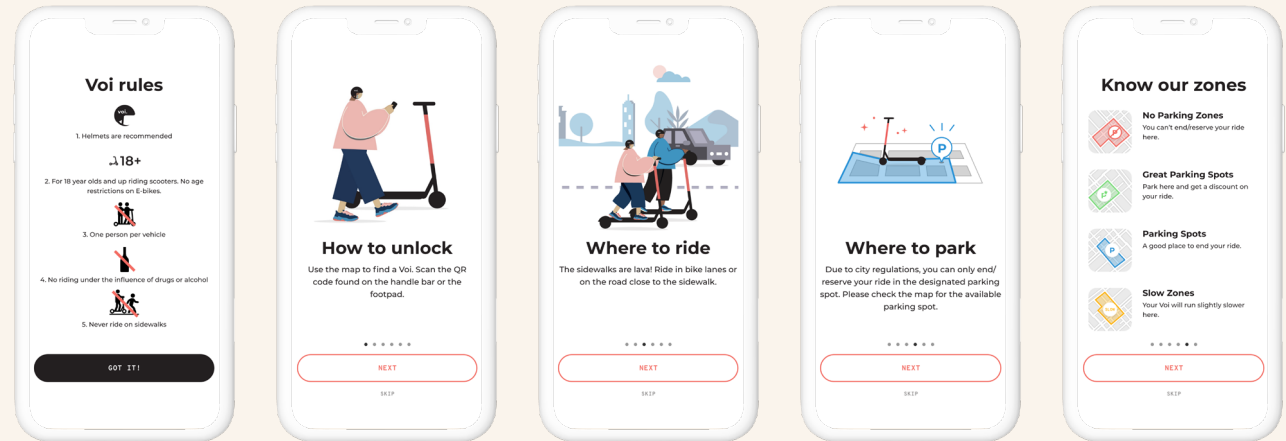 Voi rules
voi.
1. Helmets are recommended
18+
2. For 18 year olds and up riding scooters. No age
restrictions on E-bikes.
3. One person per vehicle
4. No riding under the influence of drugs or alcohol
5. Never ride on sidewalks
GOT IT!
How to unlock
Use the map to find a Voi. Scan the QR
code found on the handle bar or the
footpad.
NEXT
SKIP
Where to ride
The sidewalks are lava! Ride in bike lanes or
on the road close to the sidewalk.
NEXT
SKIP
P
Where to park
Due to city regulations, you can only end/
reserve your ride in the designated parking
spot. Please check the map for the available
parking spot.
NEXT
SKIP
Know our zones
No Parking Zones
You can't end/reserve your ride
here.
Great Parking Spots
Park here and get a discount on
your ride.
P
Parking Spots
A good place to end your ride.
Slow Zones
Your Voi will run slightly slower
here.
NEXT
SKIP